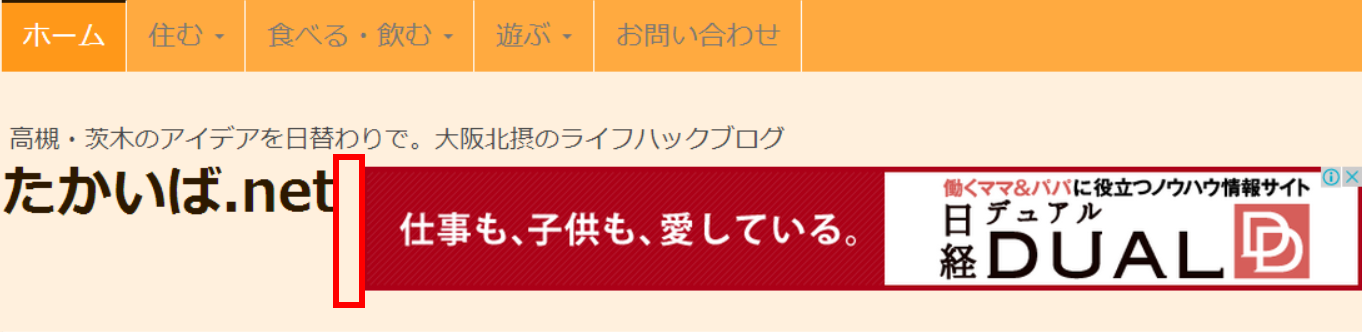 ホーム 住む 食べる・飲む 遊ぶ お問い合わせ
高槻・茨木のアイデアを日替わりで。大阪北摂のライフハックブログ
たかいば.net
仕事も、子供も、愛している。
働くママ&パパに役立つノウハウ情報サイト
日経デュアル
DUAL
DD